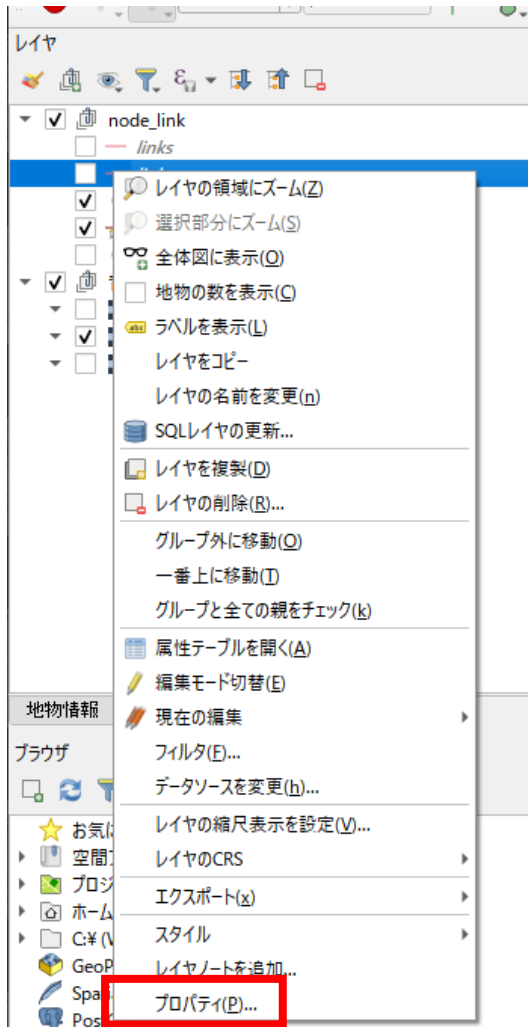 レイヤ
node_link
links
レイヤの領域にズーム(Z)
選択部分にズーム(S)
全体図に表示(O)
地物の数を表示(C)
ラベルを表示(L)
レイヤをコピー
レイヤの名前を変更(n)
SQLレイヤの更新...
レイヤを複製(D)
レイヤの削除(R)...
グループ外に移動(O)
一番上に移動(T)
グループと全ての親をチェック(k)
属性テーブルを開く(A)
編集モード切替(E)
地物情報
現在の編集
ブラウザ
フィルタ(F)...
データソースを変更(h)...
お気に
レイヤの縮尺表示を設定(V)...
空間
レイヤのCRS
プロジ
エクスポート(x)
ホーム
C:¥
スタイル
GeoP
レイヤノートを追加...
Spa
プロパティ(P)...
Pos